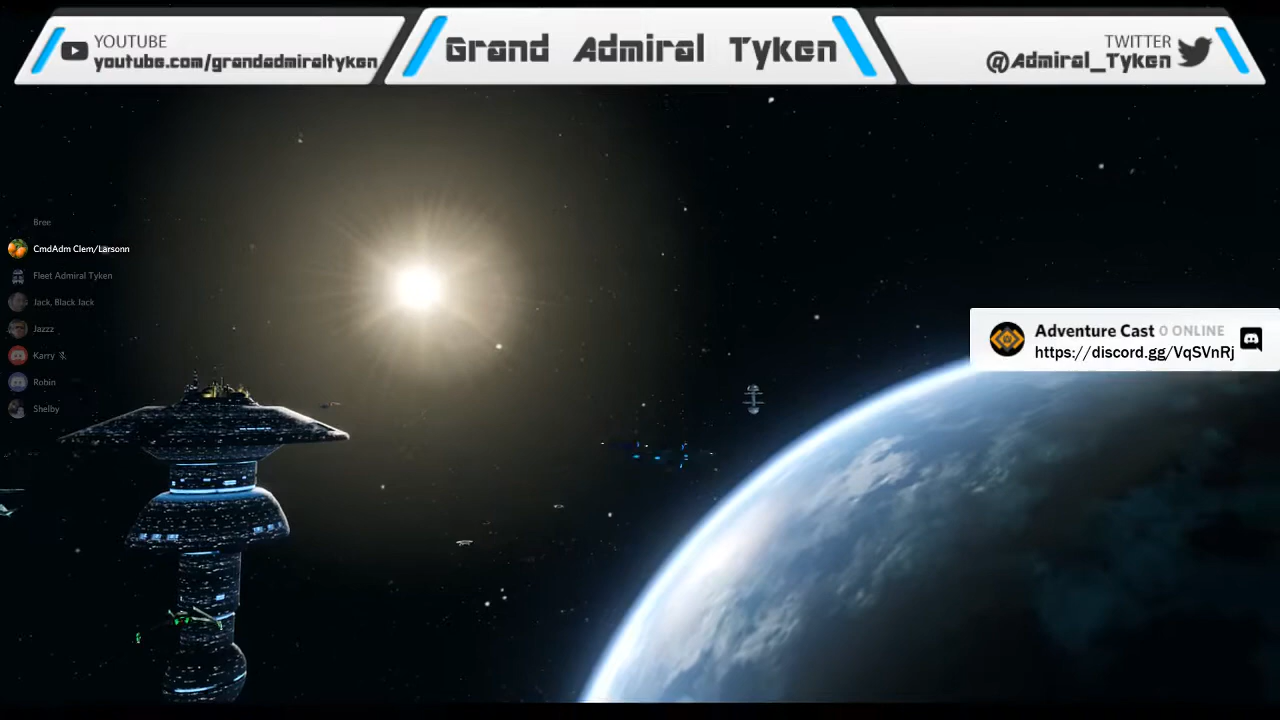 YOUTUBE
youtube.com/grandadmiraltyken
Grand Admiral Tyken
TWITTER
@Admiral_Tyken
Bree
CmdAdm Clem/Larsonn
Fleet Admiral Tyken
Jack, Black Jack
Jazzz
Karry
Robin
Shelby
Adventure Cast 0 ONLINE
https://discord.gg/VqSVnRj